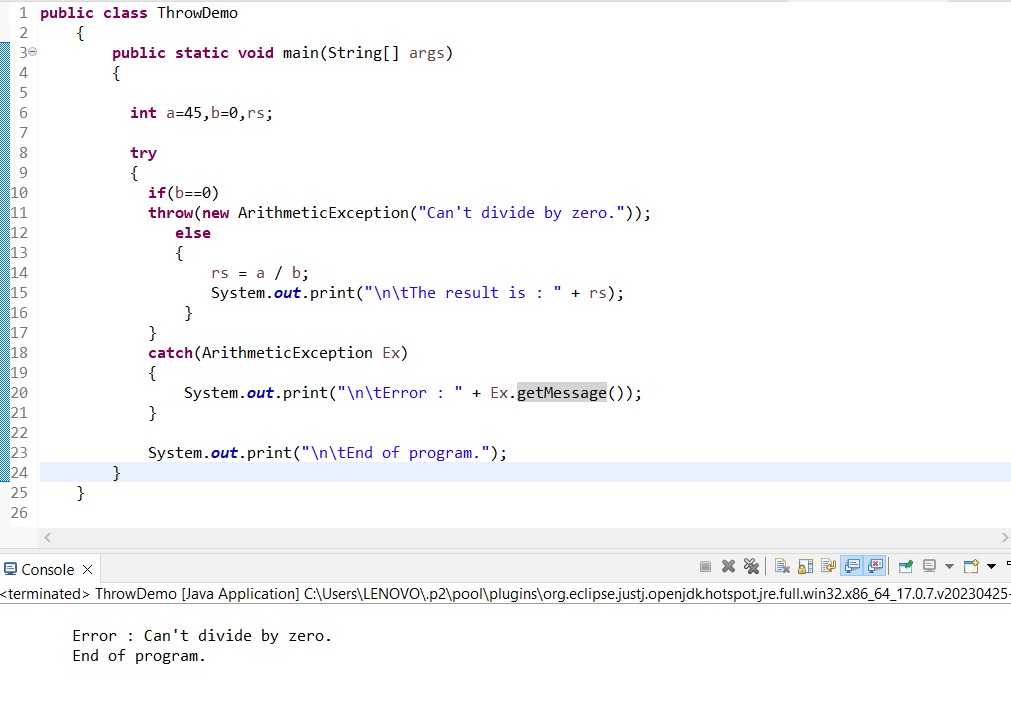 1 public class ThrowDemo
2 {
3 public static void main(String[] args)
4 {
5
6 int a=45,b=0,rs;
7
8 try
9 {
10 if(b==0)
11 throw(new ArithmeticException("Can't divide by zero."));
12 else
13 {
14 rs = a / b;
15 System.out.print("\n\tThe result is : " + rs);
16 }
17 }
18 catch(ArithmeticException Ex)
19 {
20 System.out.print("\n\tError : " + Ex.getMessage());
21 }
22
23 System.out.print("\n\tEnd of program.");
24 }
25 }
26
Console
<terminated> ThrowDemo [Java Application] C:\Users\LENOVO\.p2\pool\plugins\org.eclipse.justj.openjdk.hotspot.jre.full.win32.x86_64_17.0.7.v20230425-
Error : Can't divide by zero.
End of program.